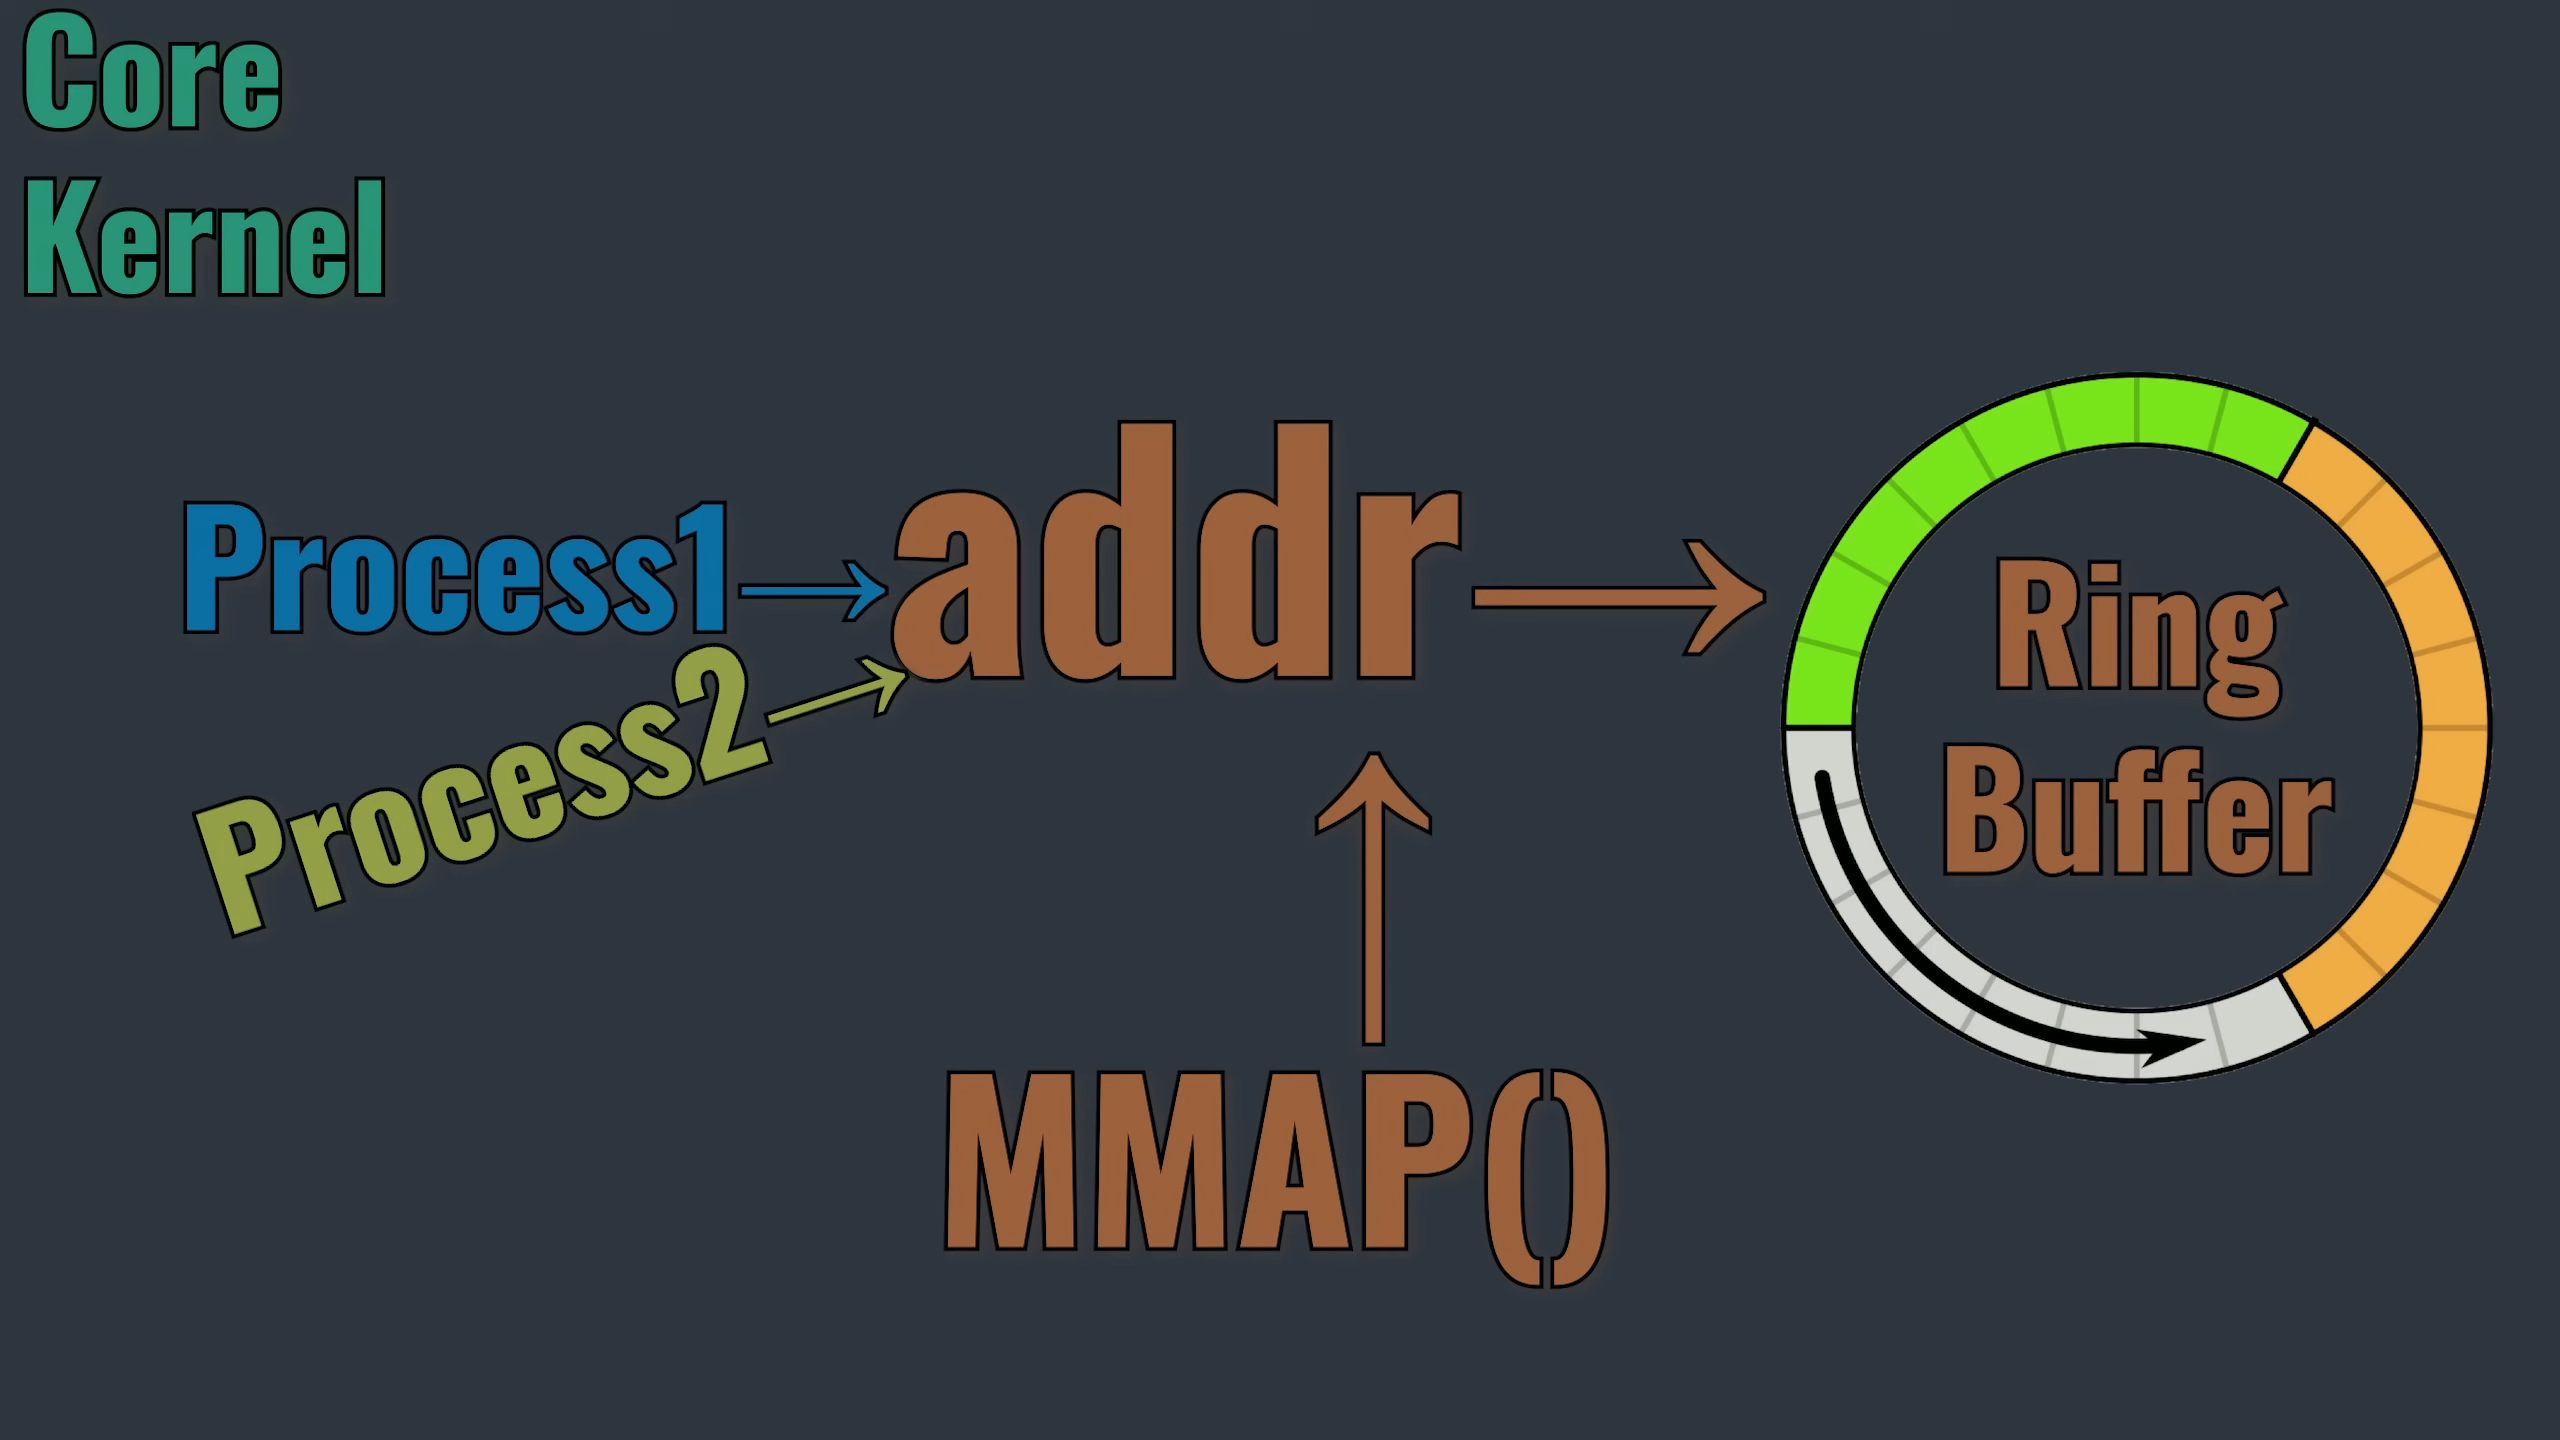 Core
Kernel
Process1
addr
Process2
Ring
Buffer
MMAP()